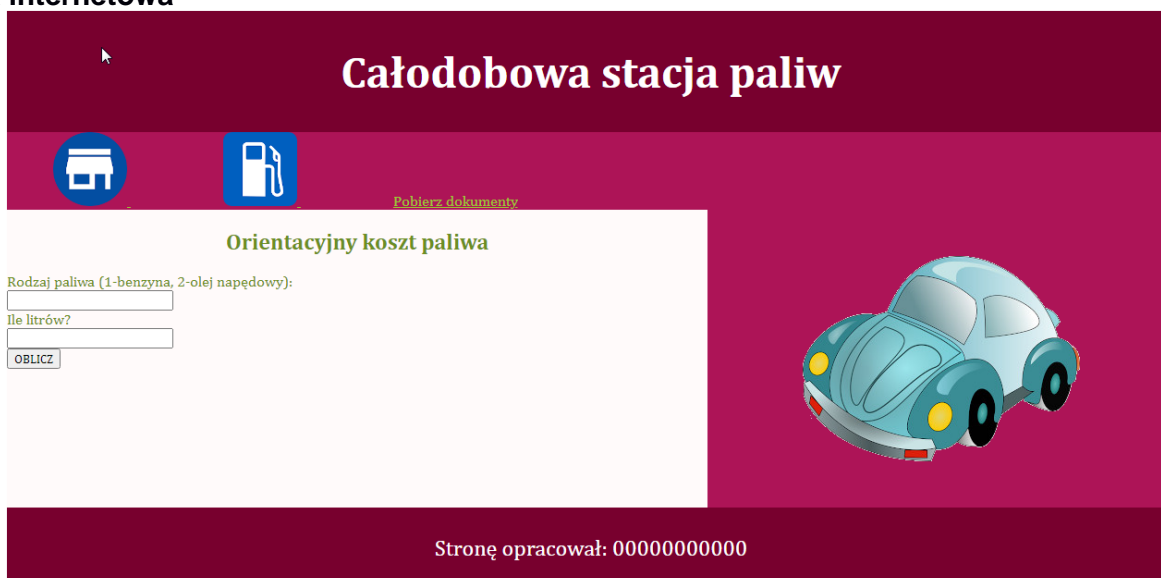 internetowa
Całodobowa stacja paliw
Pobierz dokumenty
Orientacyjny koszt paliwa
Rodzaj paliwa (1-benzyna, 2-olej napędowy):
Ile litrów?
OBLICZ
Stronę opracował: 00000000000